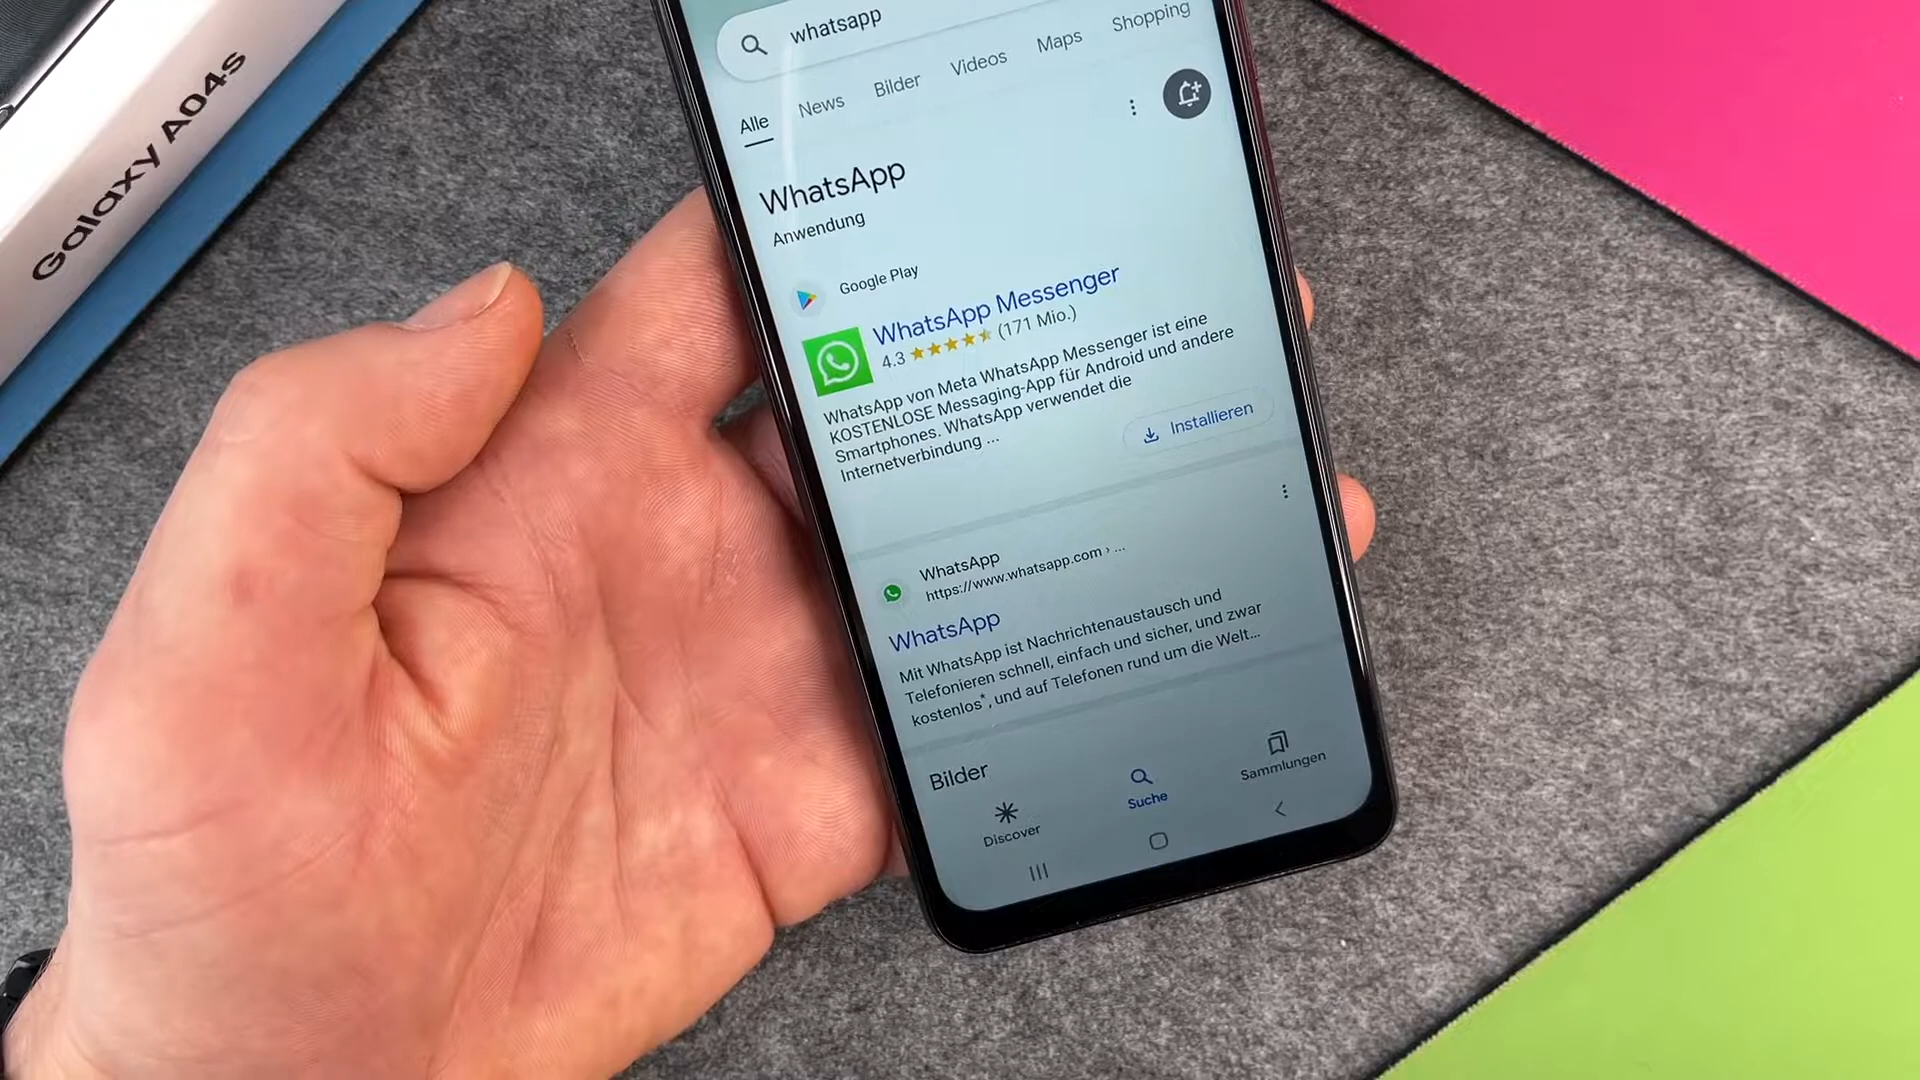 Galaxy A04s
whatsapp
Alle News Bilder Videos Maps Shopping
WhatsApp
Anwendung
Google Play
WhatsApp Messenger
4.3 ★★★★★ (171 Mio.)
WhatsApp von Meta WhatsApp Messenger ist eine
KOSTENLOSE Messaging-App für Android und andere
Smartphones. WhatsApp verwendet die
Internetverbindung ...
Installieren
WhatsApp
https://www.whatsapp.com › ...
WhatsApp
Mit WhatsApp ist Nachrichtenaustausch und
Telefonieren schnell, einfach und sicher, und zwar
kostenlos*, und auf Telefonen rund um die Welt...
Bilder
Discover Suche Sammlungen